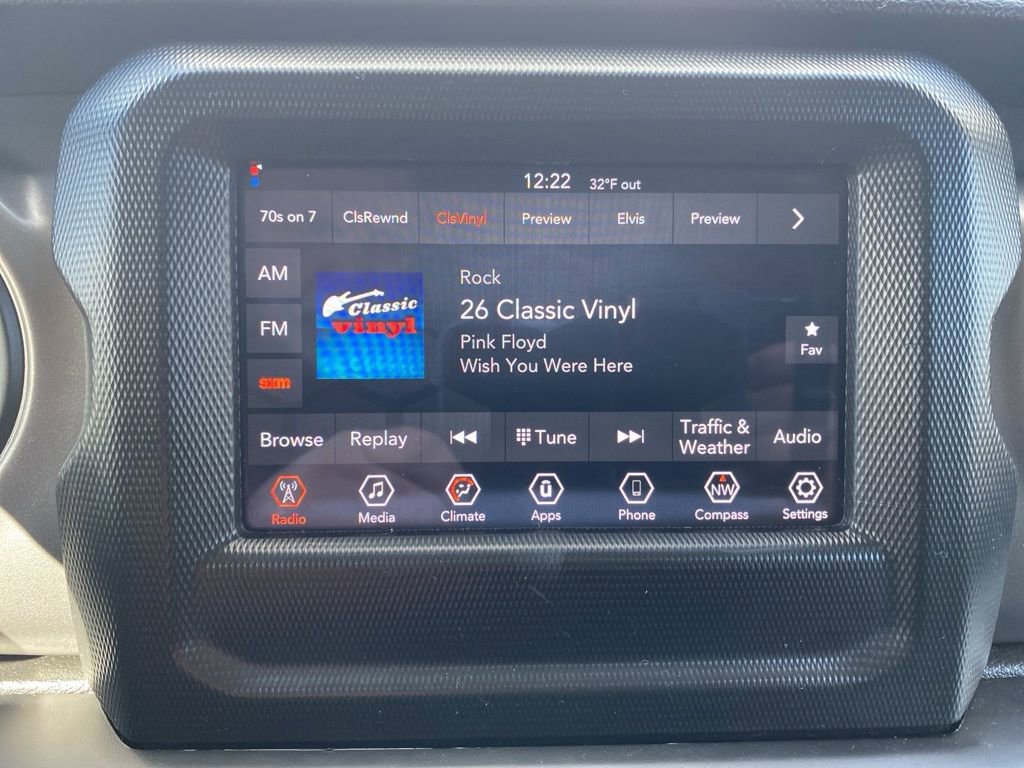 12:22 32°F out
70s on 7 ClsRewnd ClsVinyl Preview Elvis Preview
AM
FM
sxm
Classic
vinyl
Rock
26 Classic Vinyl
Pink Floyd
Wish You Were Here
Fav
Browse Replay Tune Traffic & Weather Audio
Radio Media Climate Apps Phone NW Compass Settings